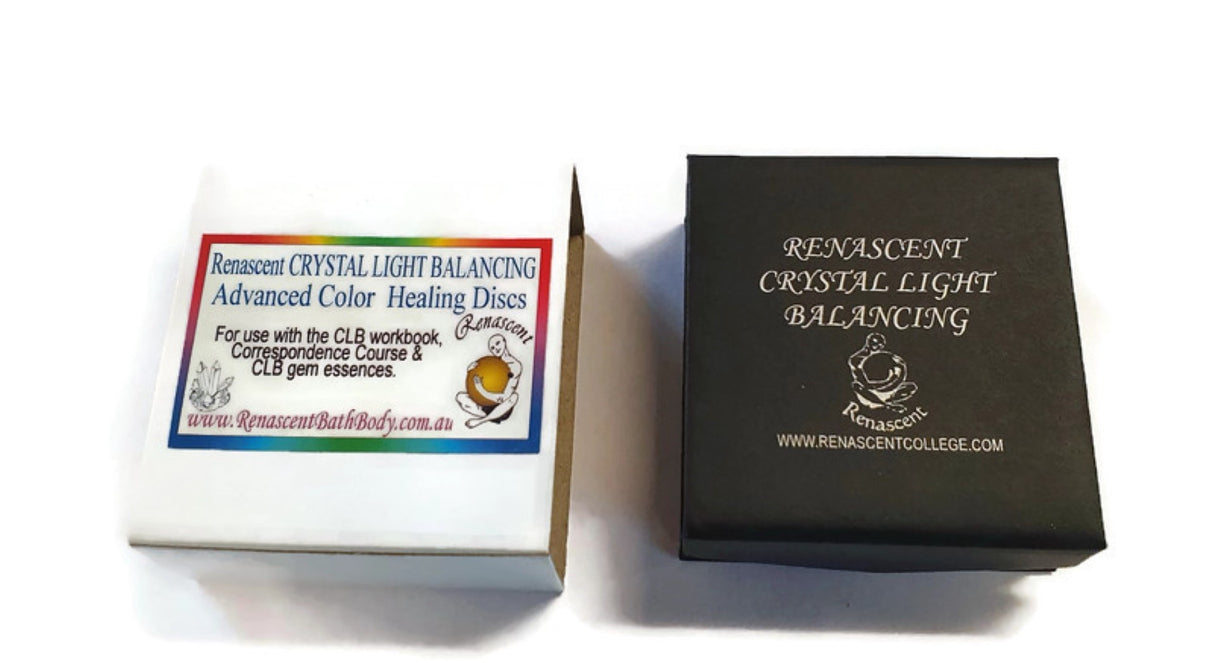 Renascent CRYSTAL LIGHT BALANCING
Advanced Color Healing Discs
For use with the CLB workbook,
Correspondence Course &
CLB gem essences.
Renascent
www.RenascentBathBody.com.au
RENASCENT
CRYSTAL LIGHT
BALANCING
Renascent
WWW.RENASCENTCOLLEGE.COM